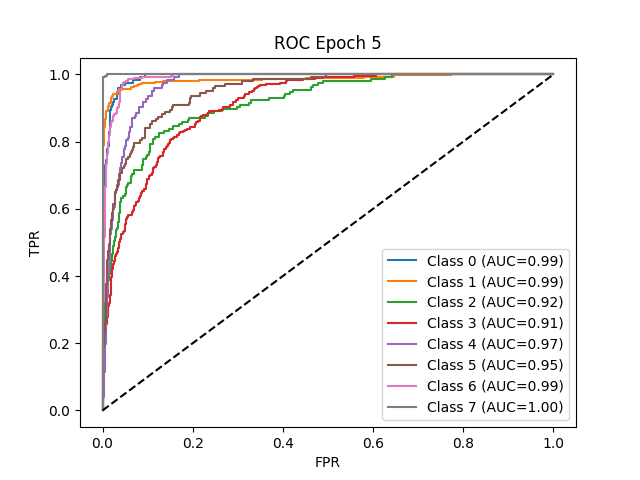 ROC Epoch 5
TPR
1.0
0.8
0.6
0.4
0.2
0.0
Class 0 (AUC=0.99)
Class 1 (AUC=0.99)
Class 2 (AUC=0.92)
Class 3 (AUC=0.91)
Class 4 (AUC=0.97)
Class 5 (AUC=0.95)
Class 6 (AUC=0.99)
Class 7 (AUC=1.00)
0.0 0.2 0.4 0.6 0.8 1.0
FPR